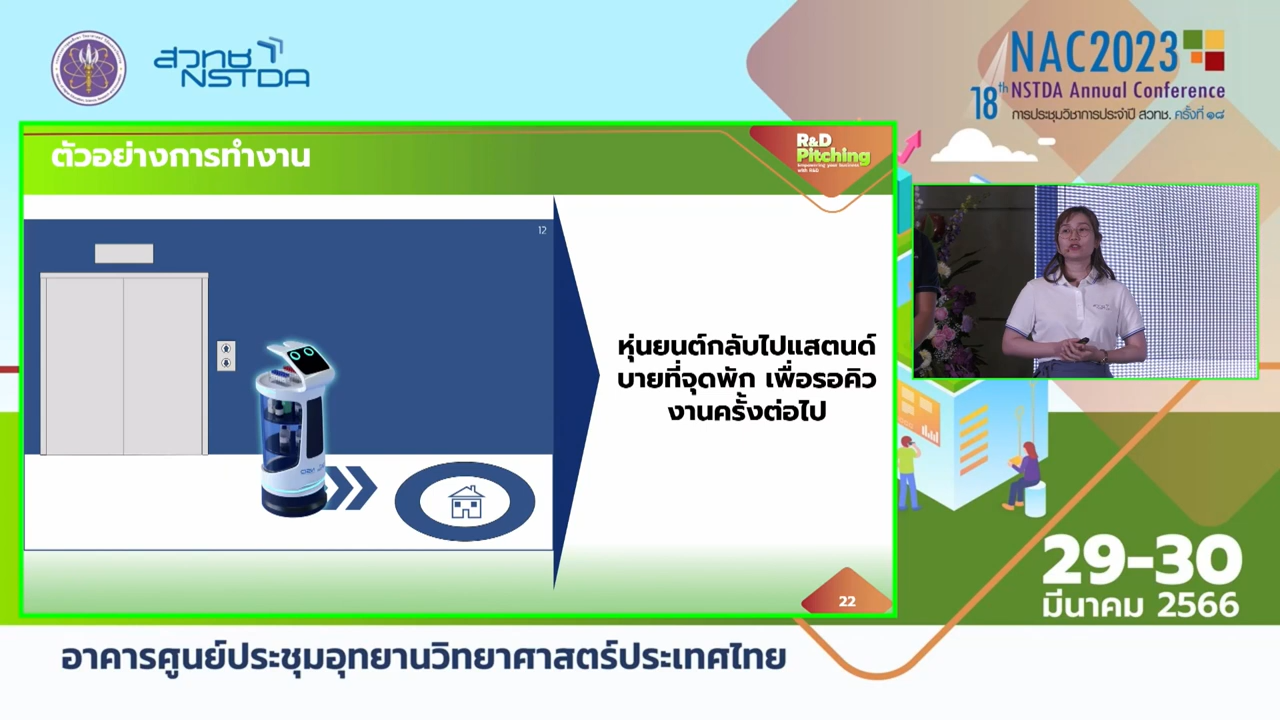 สวทช
NSTDA
NAC2023
18th NSTDA Annual Conference
การประชุมวิชาการประจำปี สวทช. ครั้งที่ ๑๘
ตัวอย่างการทำงาน
R&D
Pitching
Empowering your business
with R&D
12
หุ่นยนต์กลับไปแสตนด์
บายที่จุดพัก เพื่อรอคิว
งานครั้งต่อไป
22
29-30
มีนาคม 2566
อาคารศูนย์ประชุมอุทยานวิทยาศาสตร์ประเทศไทย